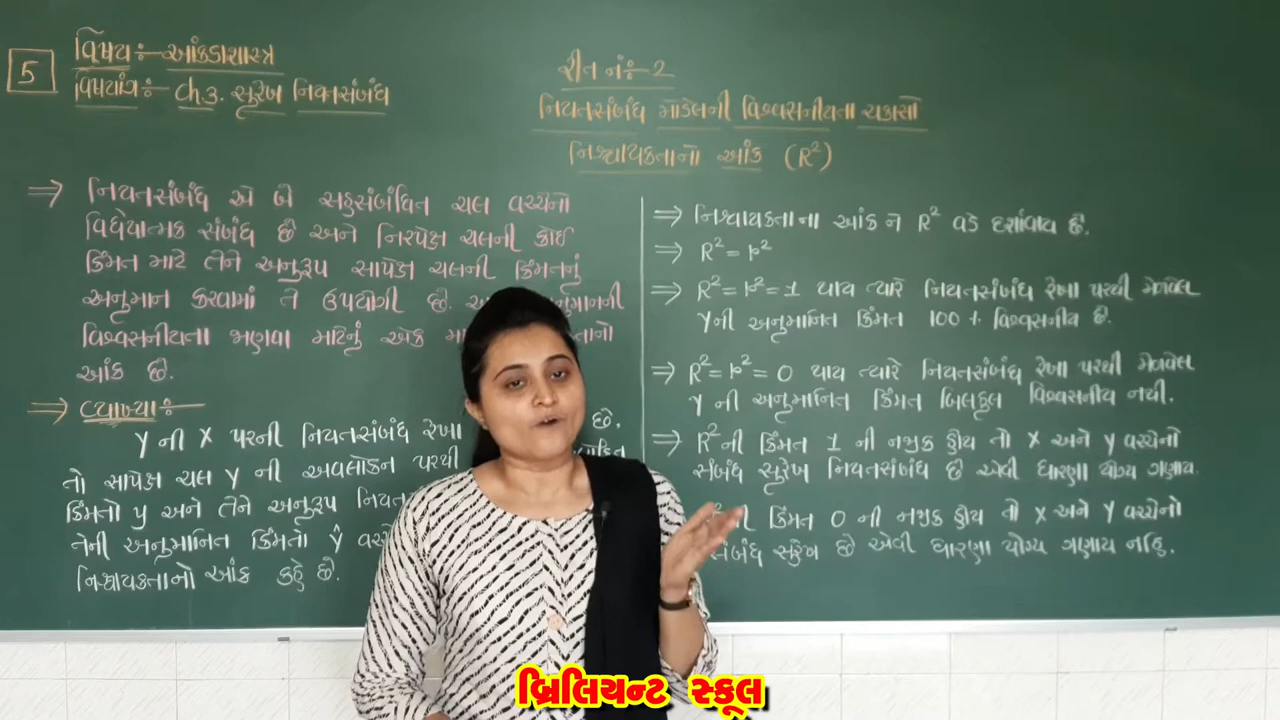 5
વિષય :- આંકડાશાસ્ત્ર
વિષયાંગ :- Ch.3. સુરેખ નિયતસંબંધ
રીત નં :- 2
નિયતસંબંધ મોડેલની વિશ્વસનીયતા ચકાસો
નિશ્ચાયકતાનો આંક (R²)
⇒ નિયતસંબંધ એ બે સહસંબંધિત ચલ વચ્ચેનો
વિધેયાત્મક સંબંધ છે અને નિરપેક્ષ ચલની કોઈ
કિંમત માટે તેને અનુરૂપ સાપેક્ષ ચલની કિંમતનું
અનુમાન કરવામાં તે ઉપયોગી છે.
વિશ્વસનીયતા જાણવા માટેનું એક
આંક છે.
⇒ વ્યાખ્યા :-
Y ની X પરની નિયતસંબંધ રેખા છે,
તો સાપેક્ષ ચલ Y ની અવલોકન પરથી
કિંમતો y અને તેને અનુરૂપ
તેની અનુમાનિત કિંમતો ŷ
નિશ્ચાયકતાનો આંક કહે છે.
⇒ નિશ્ચાયકતાના આંક ને R² વડે દર્શાવાય છે.
⇒ R² = r²
⇒ R² = r² = 1 થાય ત્યારે નિયતસંબંધ રેખા પરથી મેળવેલ
Yની અનુમાનિત કિંમત 100 % વિશ્વસનીય છે.
⇒ R² = r² = 0 થાય ત્યારે નિયતસંબંધ રેખા પરથી મેળવેલ
Y ની અનુમાનિત કિંમત બિલકુલ વિશ્વસનીય નથી.
⇒ R² ની કિંમત 1 ની નજીક હોય તો X અને Y વચ્ચેનો
સંબંધ સુરેખ નિયતસંબંધ છે એવી ધારણા યોગ્ય ગણાય.
ની કિંમત 0 ની નજીક હોય તો X અને Y વચ્ચેનો
સંબંધ સુરેખ છે એવી ધારણા યોગ્ય ગણાય નહિ.
બ્રિલિયન્ટ સ્કૂલ